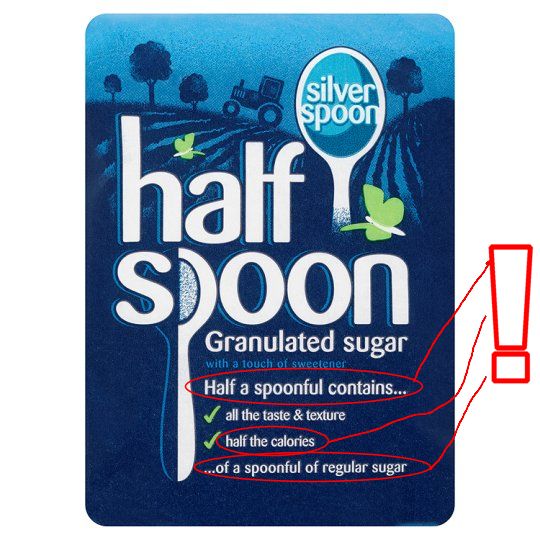 silver
spoon
half
spoon
Granulated sugar
with a touch of sweetener
Half a spoonful contains...
all the taste & texture
half the calories
...of a spoonful of regular sugar
!